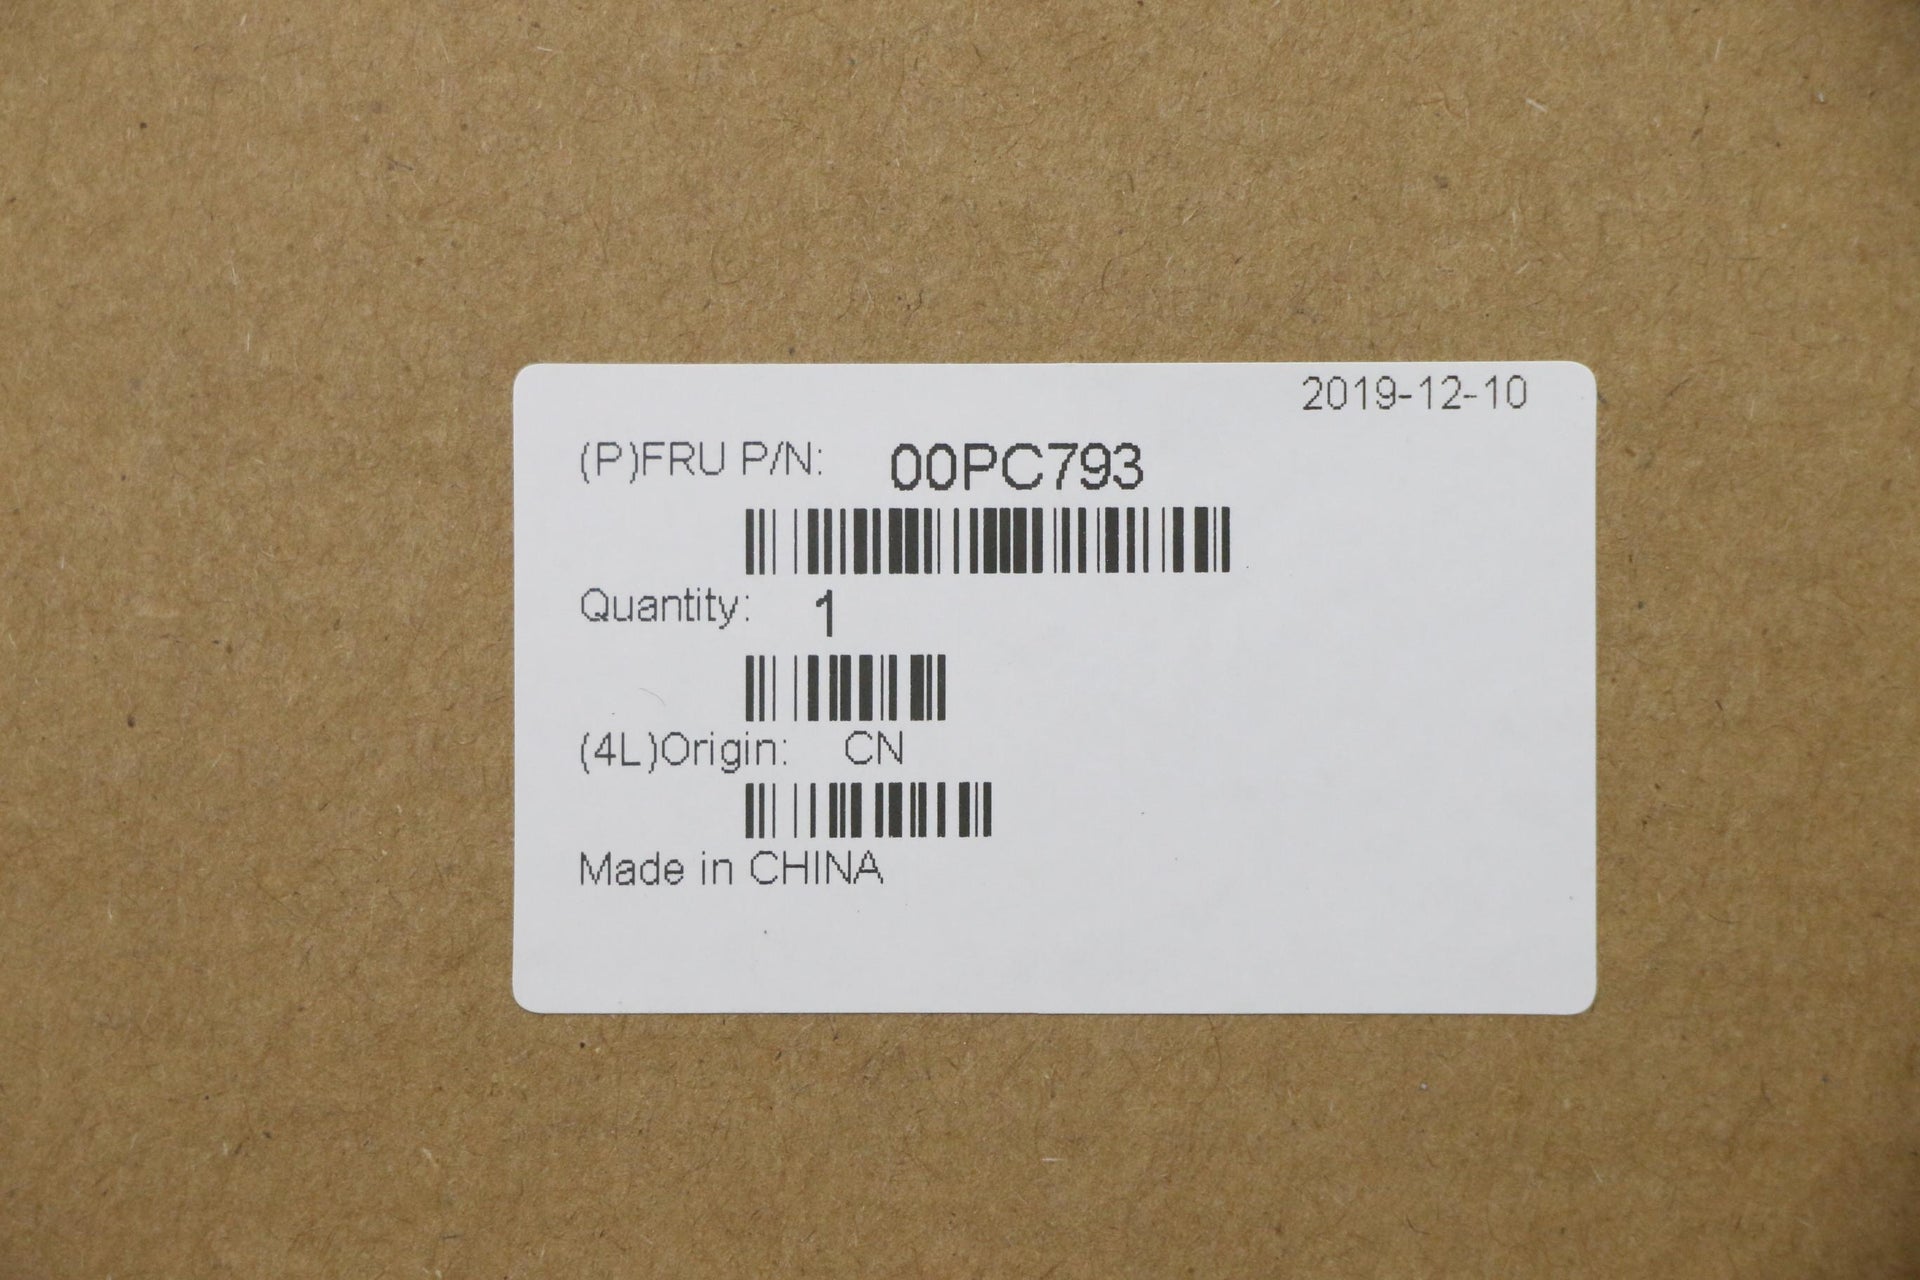 2019-12-10
(P)FRU P/N: 00PC793
Quantity: 1
(4L)Origin: CN
Made in CHINA